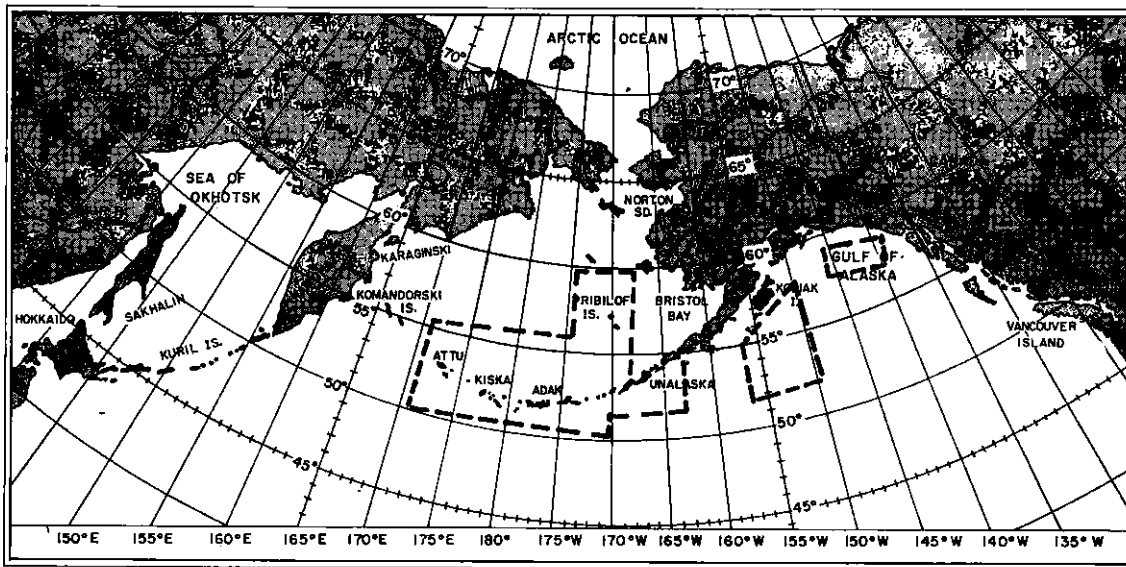 ARCTIC OCEAN
70°
70°
65°
SEA OF
OKHOTSK
NORTON
SD.
60°
60°
KARAGINSKI
GULF OF
ALASKA
KOMANDORSKI
IS.
PRIBILOF
IS.
BRISTOL
BAY
KODIAK
I.
HOKKAIDO
SAKHALIN
55°
55°
VANCOUVER
ISLAND
KURIL IS.
ATTU
KISKA
ADAK
UNALASKA
50°
50°
45°
45°
150°E 155°E 160°E 165°E 170°E 175°E 180° 175°W 170°W 165°W 160°W 155°W 150°W 145°W 140°W 135°W